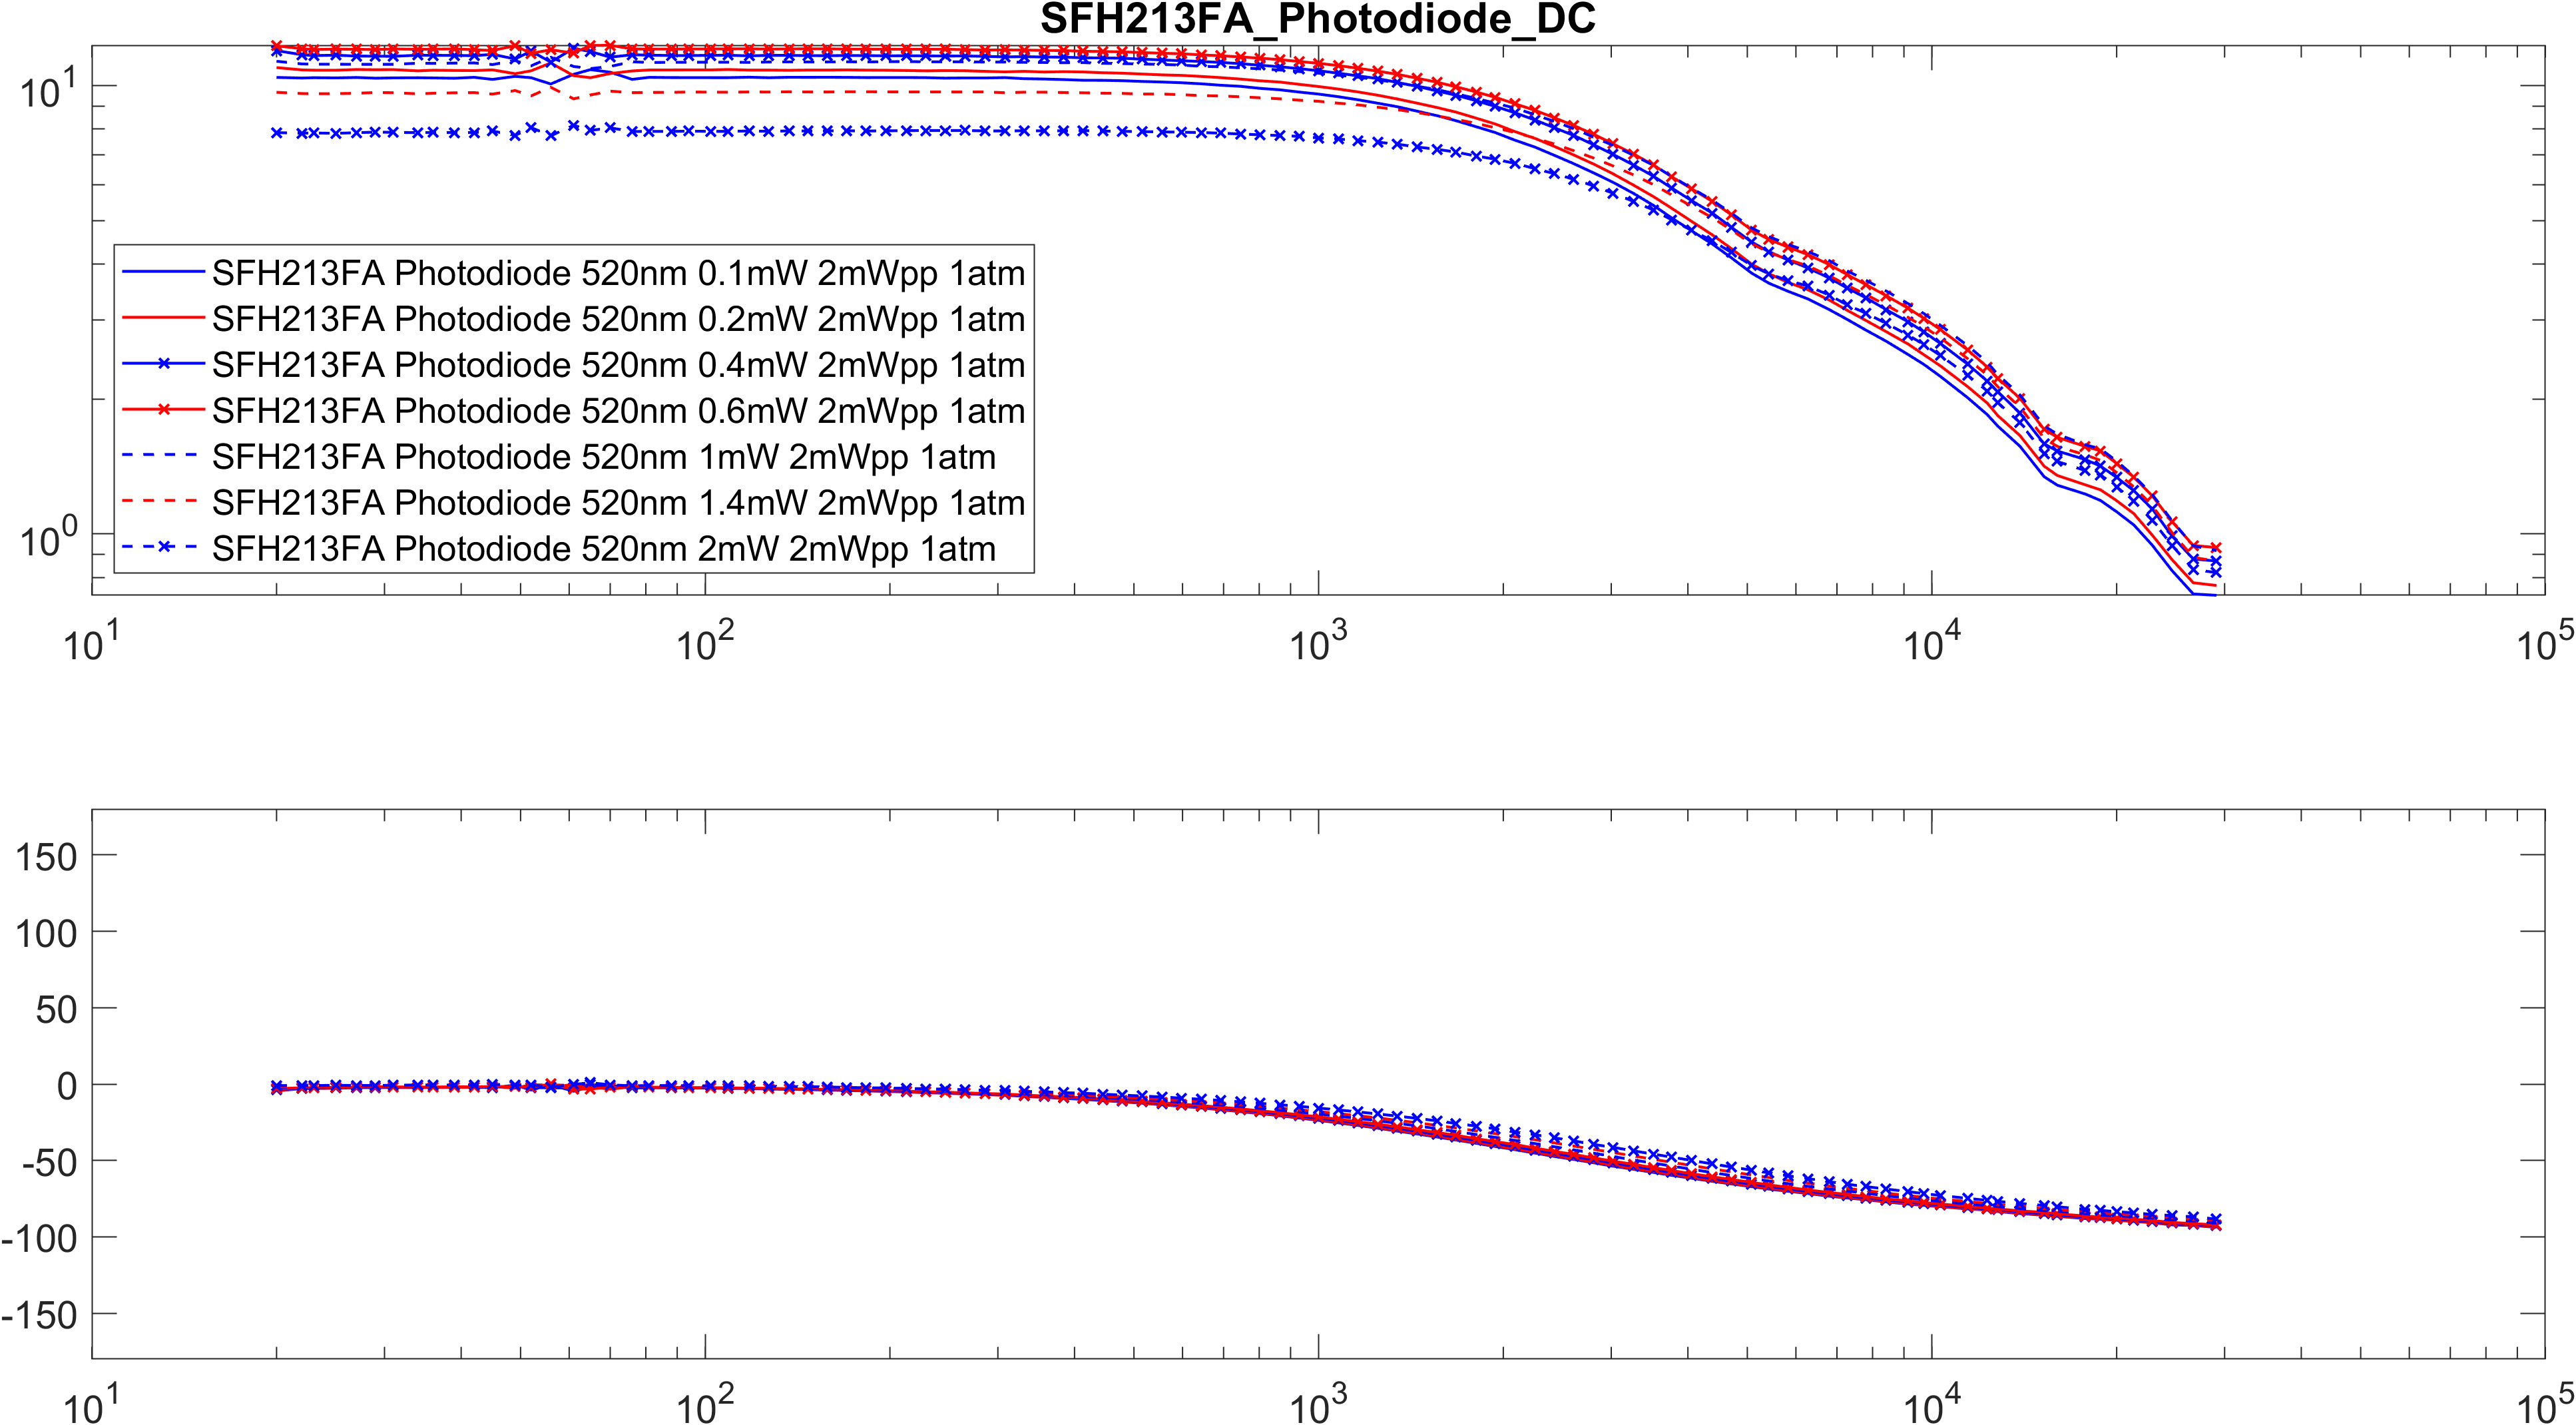 SFH213FA_Photodiode_DC
10^1
10^0
SFH213FA Photodiode 520nm 0.1mW 2mWpp 1atm
SFH213FA Photodiode 520nm 0.2mW 2mWpp 1atm
SFH213FA Photodiode 520nm 0.4mW 2mWpp 1atm
SFH213FA Photodiode 520nm 0.6mW 2mWpp 1atm
SFH213FA Photodiode 520nm 1mW 2mWpp 1atm
SFH213FA Photodiode 520nm 1.4mW 2mWpp 1atm
SFH213FA Photodiode 520nm 2mW 2mWpp 1atm
10^1 10^2 10^3 10^4 10^5
150
100
50
0
-50
-100
-150
10^1 10^2 10^3 10^4 10^5